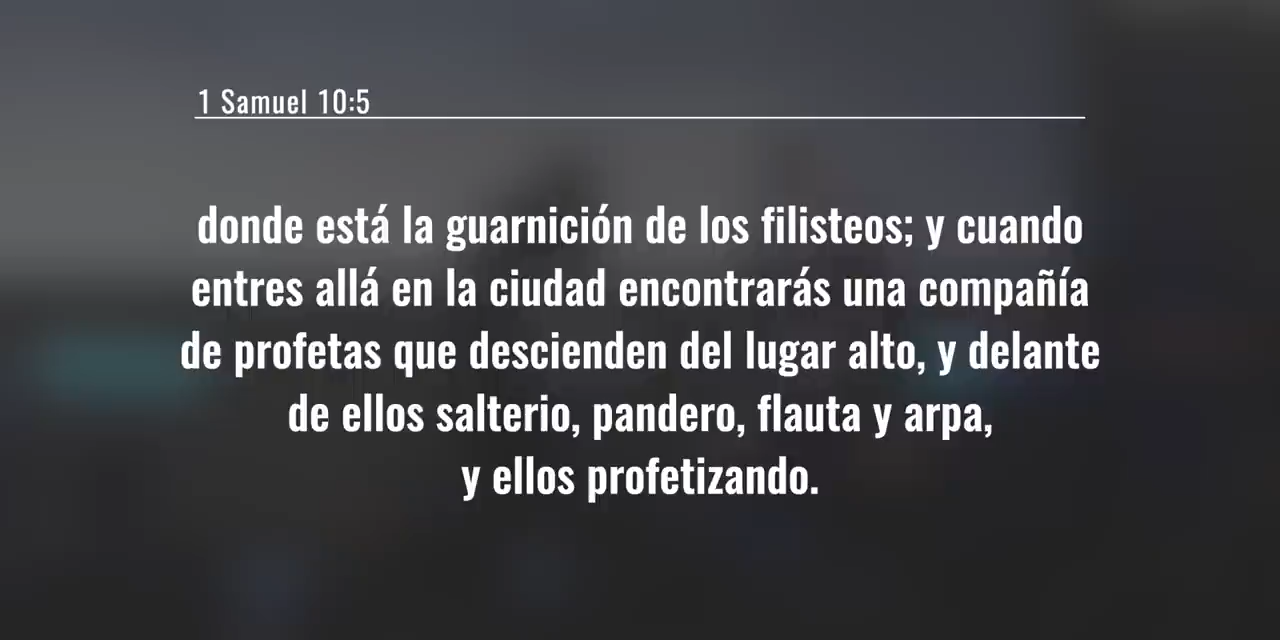 1 Samuel 10:5
donde está la guarnición de los filisteos; y cuando
entres allá en la ciudad encontrarás una compañía
de profetas que descienden del lugar alto, y delante
de ellos salterio, pandero, flauta y arpa,
y ellos profetizando.